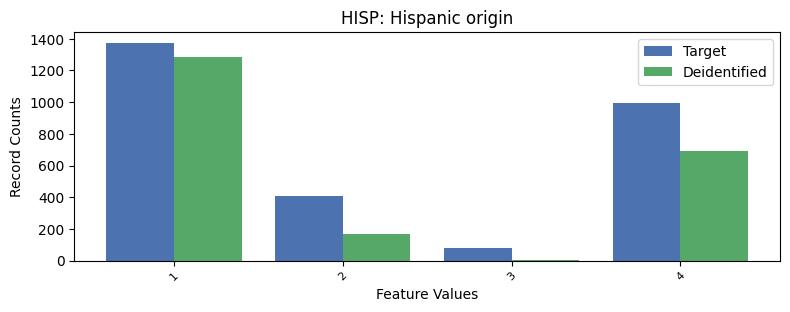 HISP: Hispanic origin
Target
Deidentified
Record Counts
1400
1200
1000
800
600
400
200
0
1
2
3
4
Feature Values